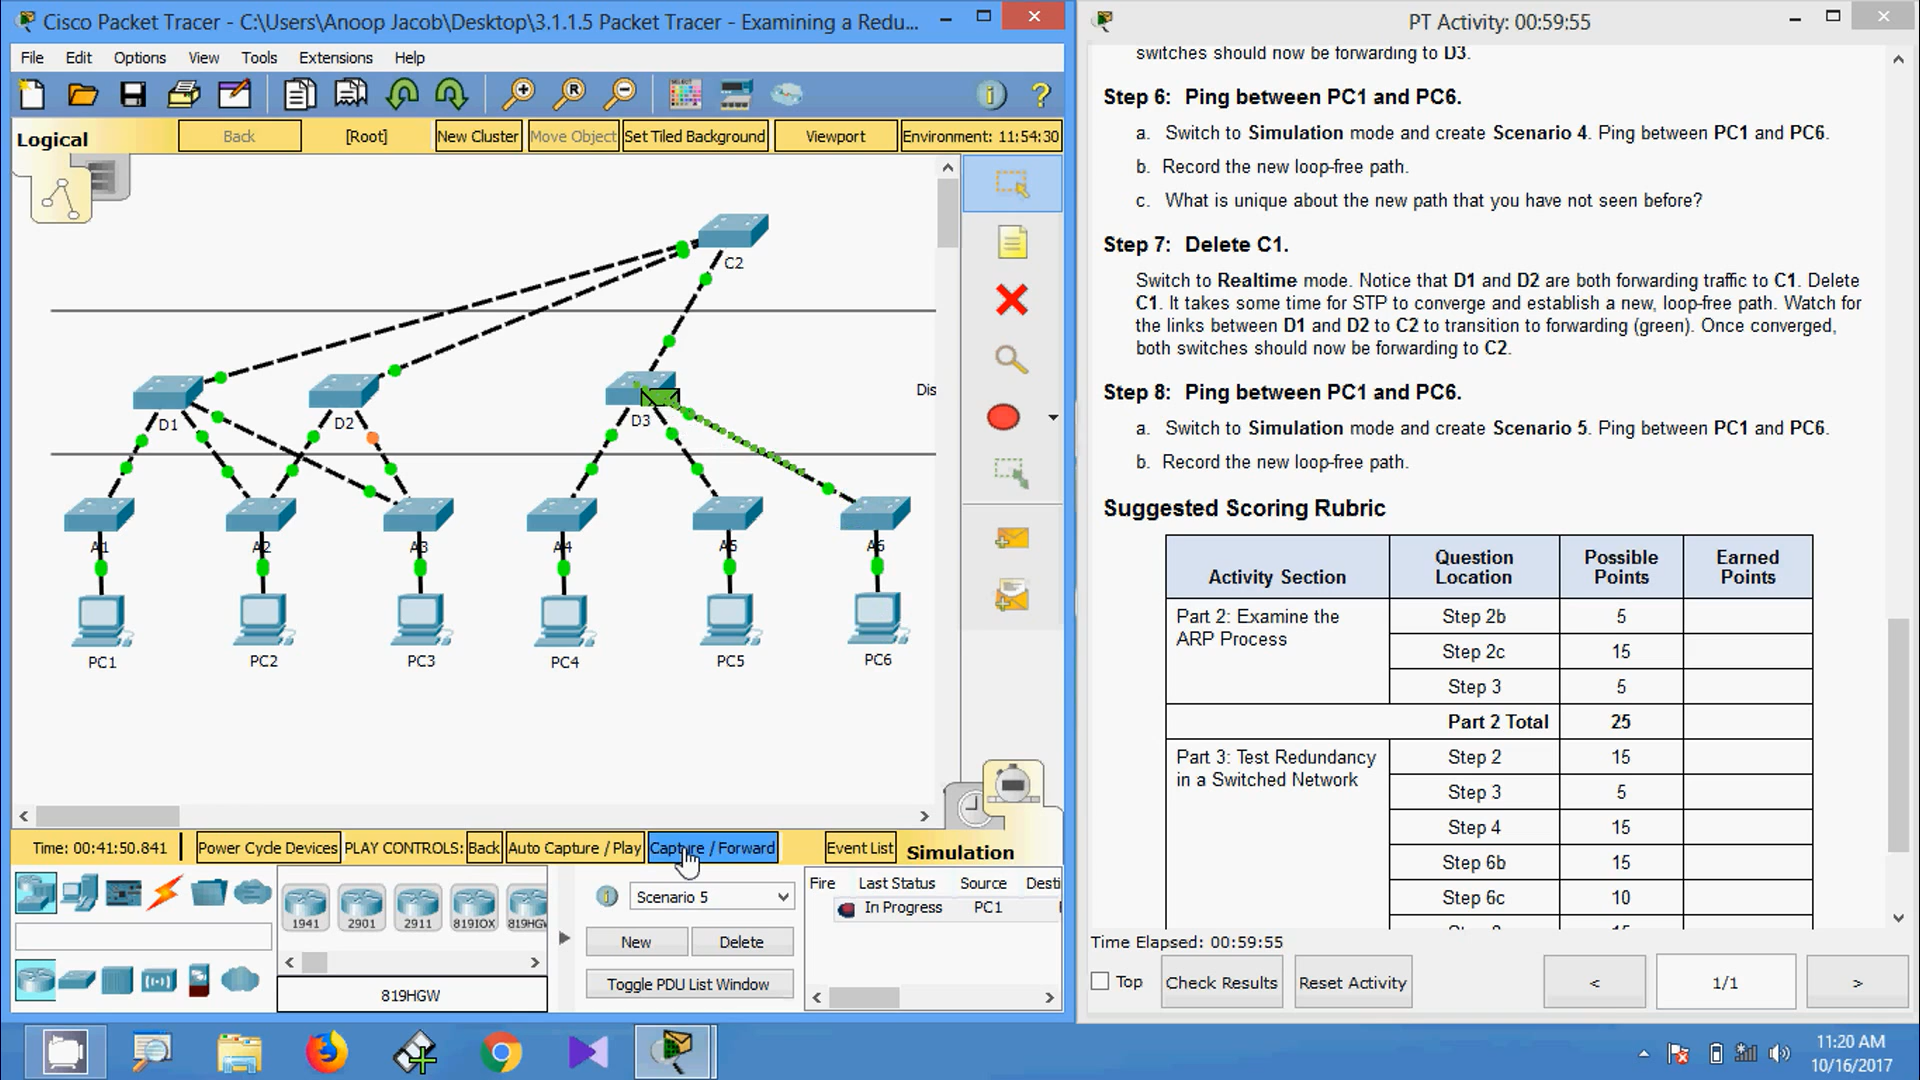 Cisco Packet Tracer - C:\Users\Anoop Jacob\Desktop\3.1.1.5 Packet Tracer - Examining a Redu...
File Edit Options View Tools Extensions Help
Logical
Back
[Root]
New Cluster
Move Object
Set Tiled Background
Viewport
Environment: 11:54:30
C2
D1
D2
D3
Dis
A1
A2
A3
A4
A5
A6
PC1
PC2
PC3
PC4
PC5
PC6
Time: 00:41:50.841
Power Cycle Devices
PLAY CONTROLS:
Back
Auto Capture / Play
Capture / Forward
Event List
Simulation
1941
2901
2911
819IOX
819HGW
819HGW
Scenario 5
New
Delete
Toggle PDU List Window
Fire Last Status Source Desti
In Progress PC1
PT Activity: 00:59:55
switches should now be forwarding to D3.
Step 6: Ping between PC1 and PC6.
a. Switch to Simulation mode and create Scenario 4. Ping between PC1 and PC6.
b. Record the new loop-free path.
c. What is unique about the new path that you have not seen before?
Step 7: Delete C1.
Switch to Realtime mode. Notice that D1 and D2 are both forwarding traffic to C1. Delete
C1. It takes some time for STP to converge and establish a new, loop-free path. Watch for
the links between D1 and D2 to C2 to transition to forwarding (green). Once converged,
both switches should now be forwarding to C2.
Step 8: Ping between PC1 and PC6.
a. Switch to Simulation mode and create Scenario 5. Ping between PC1 and PC6.
b. Record the new loop-free path.
Suggested Scoring Rubric
Activity Section
Question Location
Possible Points
Earned Points
Part 2: Examine the ARP Process
Step 2b 5
Step 2c 15
Step 3 5
Part 2 Total 25
Part 3: Test Redundancy in a Switched Network
Step 2 15
Step 3 5
Step 4 15
Step 6b 15
Step 6c 10
Time Elapsed: 00:59:55
Top
Check Results
Reset Activity
<
1/1
>
11:20 AM
10/16/2017